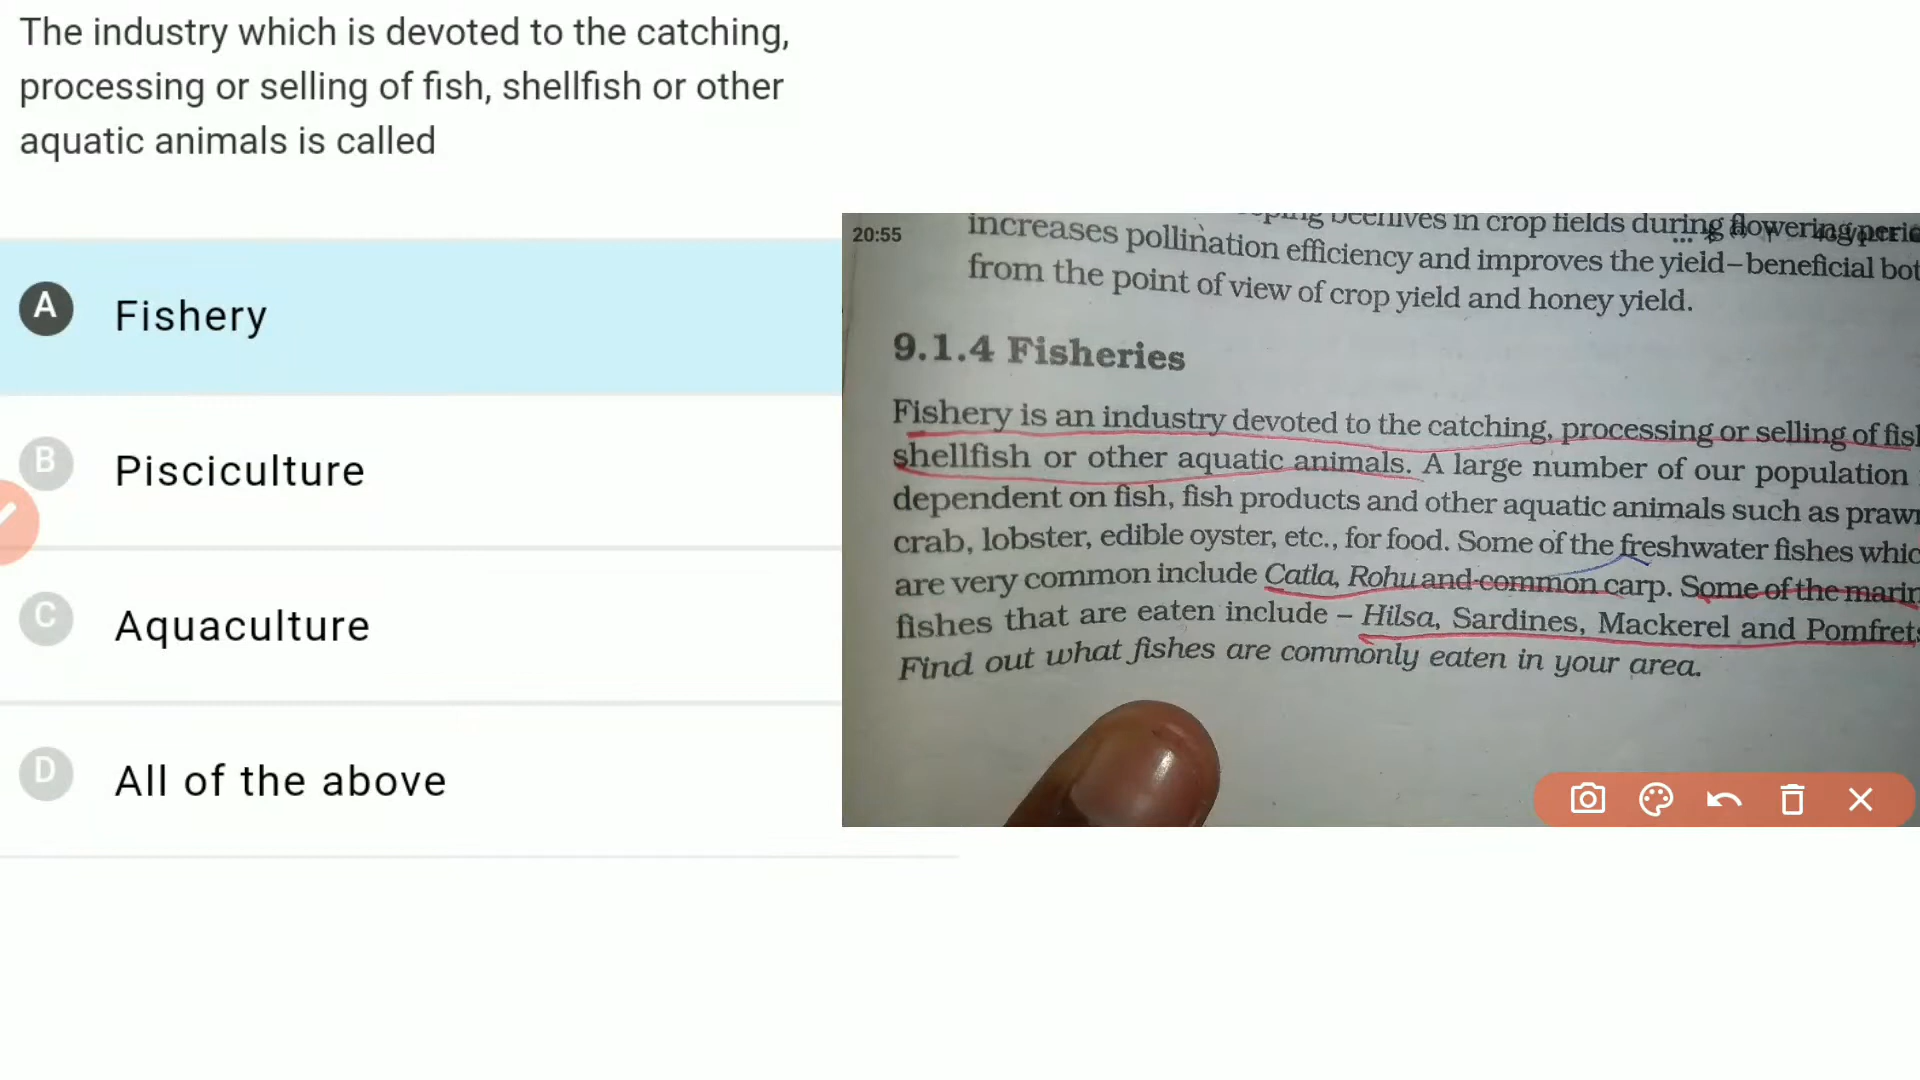 The industry which is devoted to the catching,
processing or selling of fish, shellfish or other
aquatic animals is called
A Fishery
B Pisciculture
C Aquaculture
D All of the above
20:55
beehives in crop fields during flowering
increases pollination efficiency and improves the yield–beneficial
from the point of view of crop yield and honey yield.
9.1.4 Fisheries
Fishery is an industry devoted to the catching, processing or selling of
shellfish or other aquatic animals. A large number of our population
dependent on fish, fish products and other aquatic animals such as
crab, lobster, edible oyster, etc., for food. Some of the freshwater fishes
are very common include Catla, Rohu and common carp. Some of the
fishes that are eaten include – Hilsa, Sardines, Mackerel and
Find out what fishes are commonly eaten in your area.